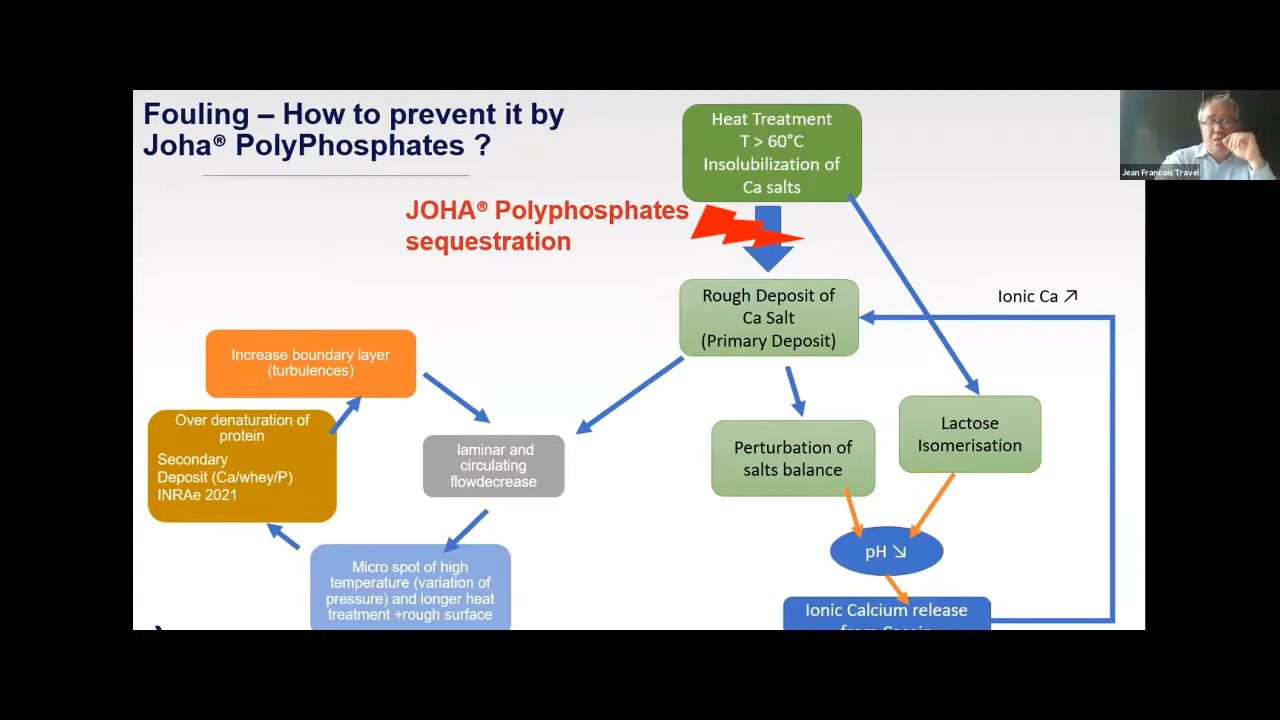 Fouling – How to prevent it by
Joha® PolyPhosphates ?
Heat Treatment
T > 60°C
Insolubilization of
Ca salts
Jean Francois Travel
JOHA® Polyphosphates
sequestration
Rough Deposit of
Ca Salt
(Primary Deposit)
Ionic Ca ↗
Increase boundary layer
(turbulences)
Over denaturation of
protein
Secondary
Deposit (Ca/whey/P)
INRAe 2021
laminar and
circulating
flowdecrease
Perturbation of
salts balance
Lactose
Isomerisation
pH ↘
Micro spot of high
temperature (variation of
pressure) and longer heat
treatment +rough surface
Ionic Calcium release
from Casein